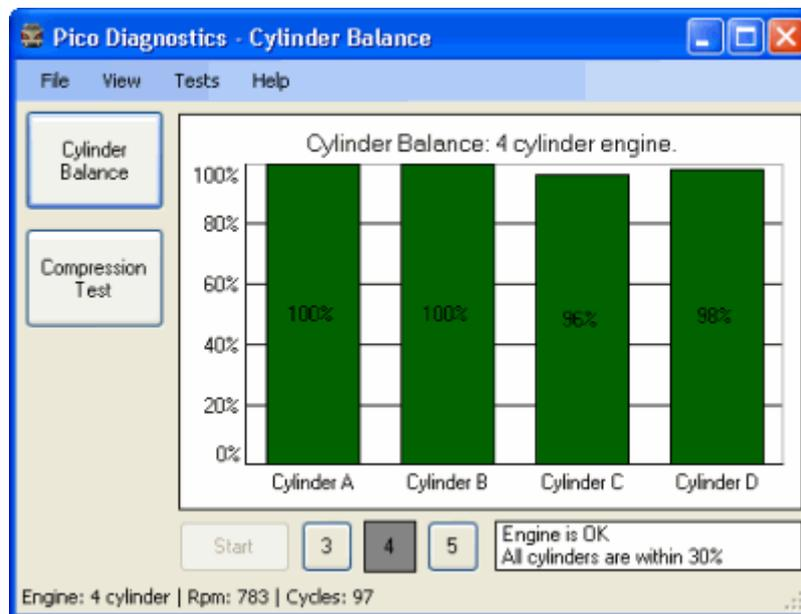 Pico Diagnostics - Cylinder Balance
File View Tests Help
Cylinder
Balance
Compression
Test
Cylinder Balance: 4 cylinder engine.
100%
80%
60%
40%
20%
0%
100% 100% 96% 98%
Cylinder A Cylinder B Cylinder C Cylinder D
Start 3 4 5
Engine is OK
All cylinders are within 30%
Engine: 4 cylinder | Rpm: 783 | Cycles: 97